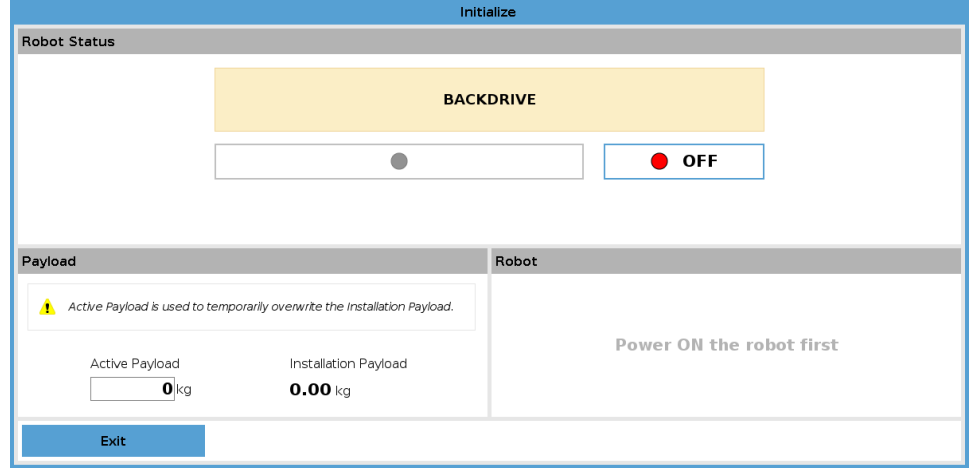 Initialize
Robot Status
BACKDRIVE
OFF
Payload
Active Payload is used to temporarily overwrite the Installation Payload.
Active Payload Installation Payload
0 kg 0.00 kg
Robot
Power ON the robot first
Exit